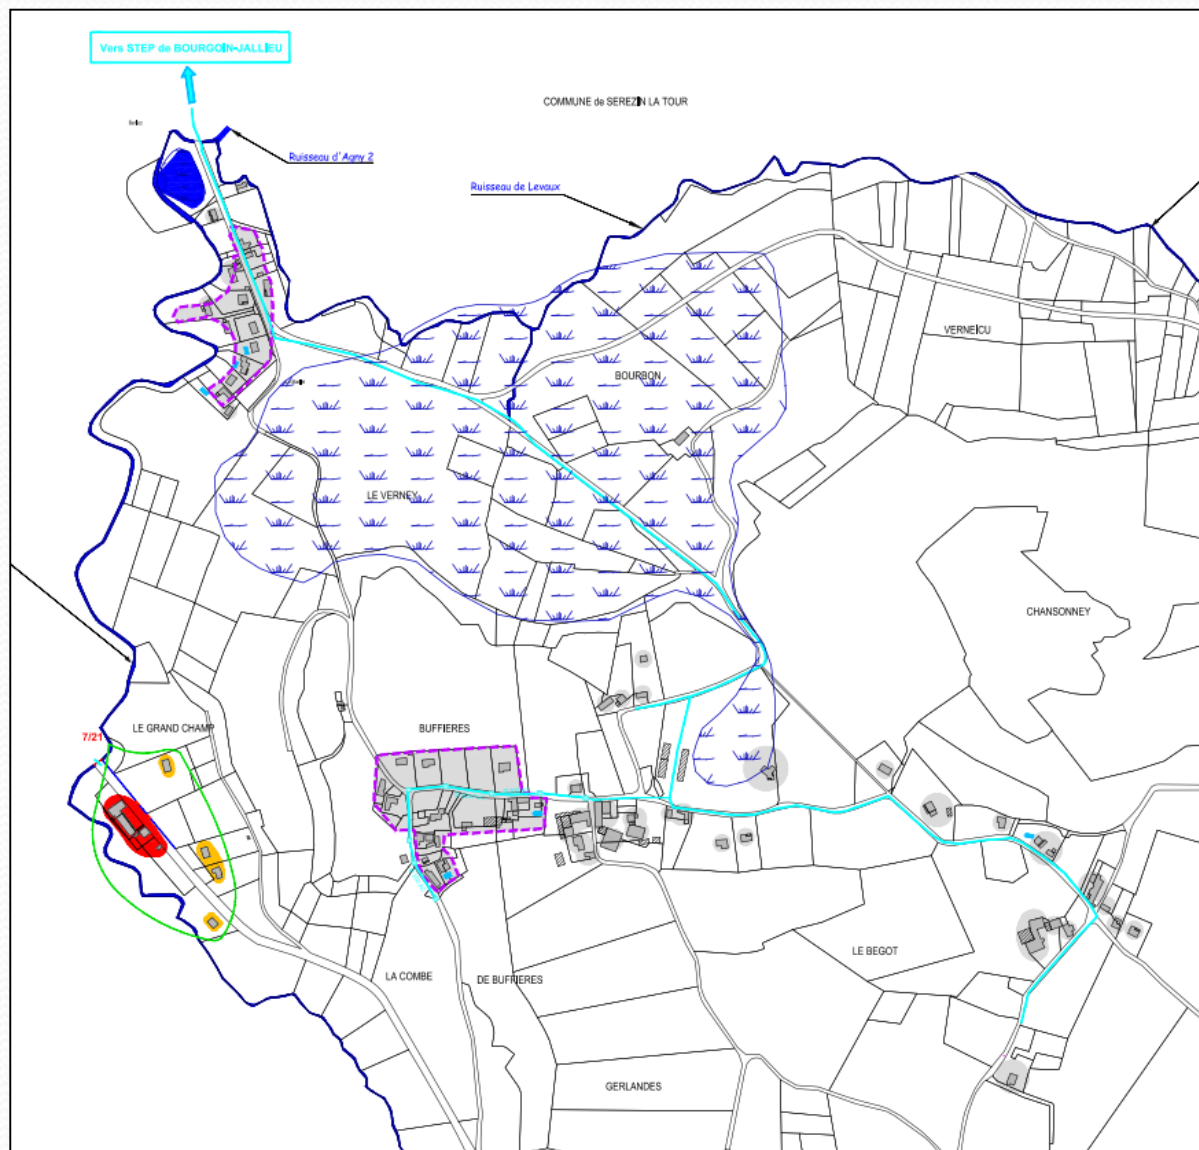 Vers STEP de BOURGOIN-JALLIEU
COMMUNE de SEREZIN LA TOUR
Ruisseau d'Agny 2
Ruisseau de Levaux
VERNEICU
BOURBON
LE VERNEY
CHANSONNEY
LE GRAND CHAMP
BUFFIERES
7/21
LE BEGOT
LA COMBE
DE BUFFIERES
GERLANDES